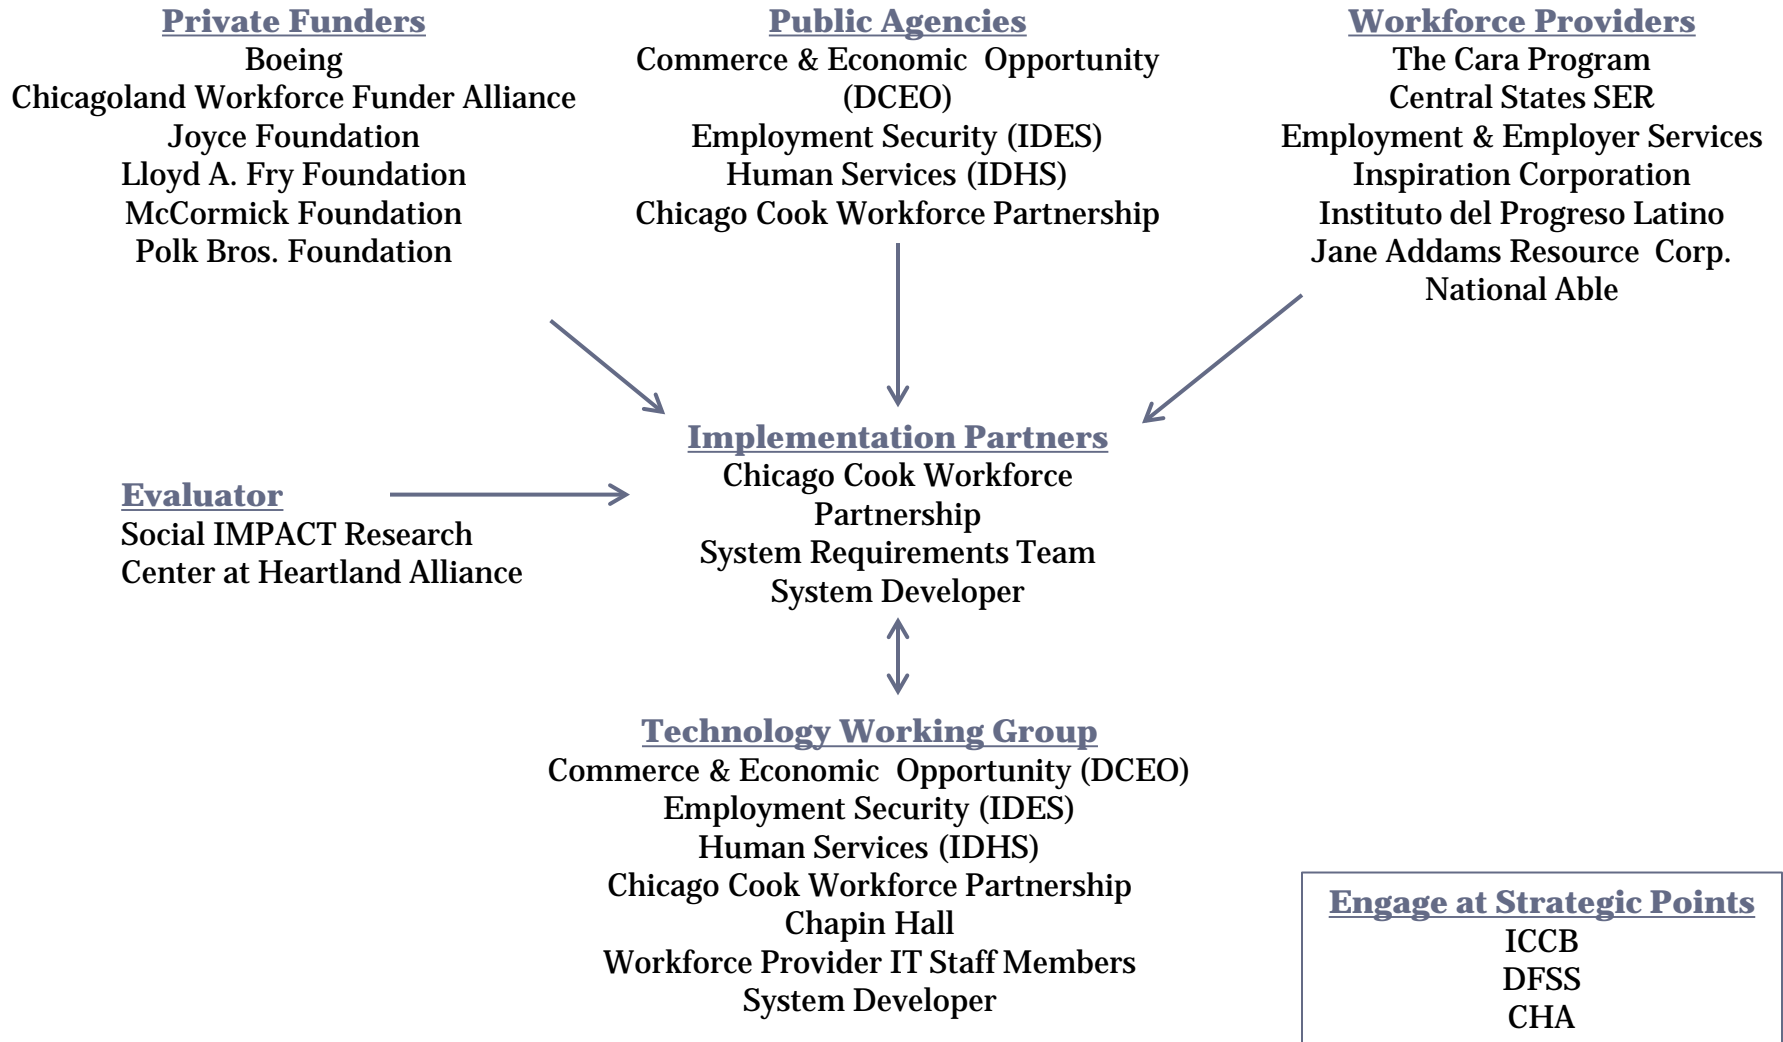 Private Funders
Boeing
Chicagoland Workforce Funder Alliance
Joyce Foundation
Lloyd A. Fry Foundation
McCormick Foundation
Polk Bros. Foundation
Public Agencies
Commerce & Economic Opportunity
(DCEO)
Employment Security (IDES)
Human Services (IDHS)
Chicago Cook Workforce Partnership
Workforce Providers
The Cara Program
Central States SER
Employment & Employer Services
Inspiration Corporation
Instituto del Progreso Latino
Jane Addams Resource Corp.
National Able
Implementation Partners
Chicago Cook Workforce
Partnership
System Requirements Team
System Developer
Evaluator
Social IMPACT Research
Center at Heartland Alliance
Technology Working Group
Commerce & Economic Opportunity (DCEO)
Employment Security (IDES)
Human Services (IDHS)
Chicago Cook Workforce Partnership
Chapin Hall
Workforce Provider IT Staff Members
System Developer
Engage at Strategic Points
ICCB
DFSS
CHA